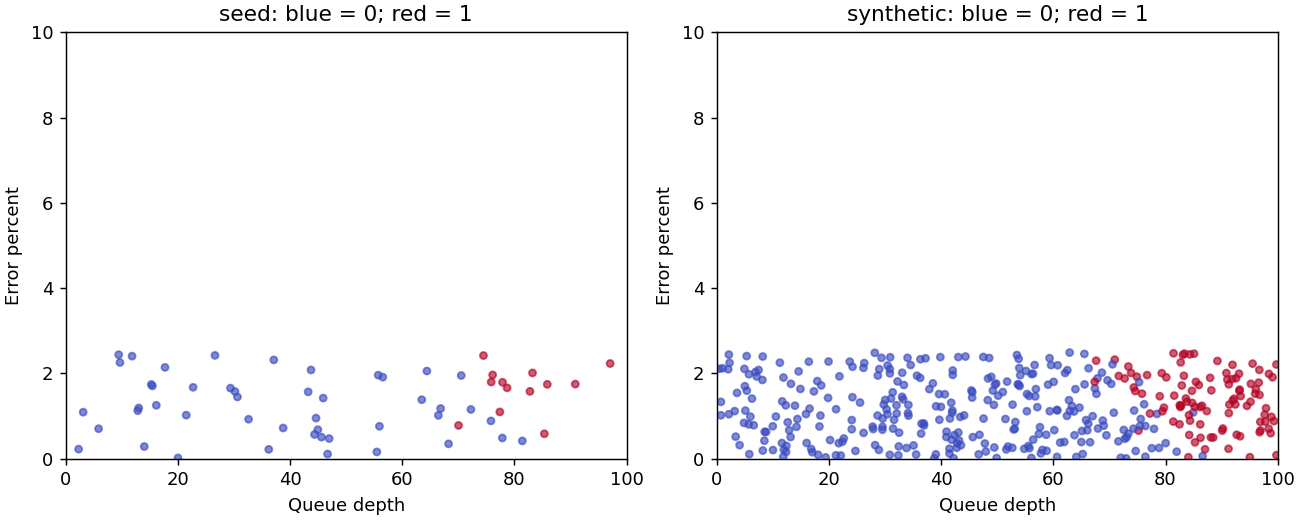 seed: blue = 0; red = 1
10
8
6
4
2
0
Error percent
0 20 40 60 80 100
Queue depth
synthetic: blue = 0; red = 1
10
8
6
4
2
0
Error percent
0 20 40 60 80 100
Queue depth